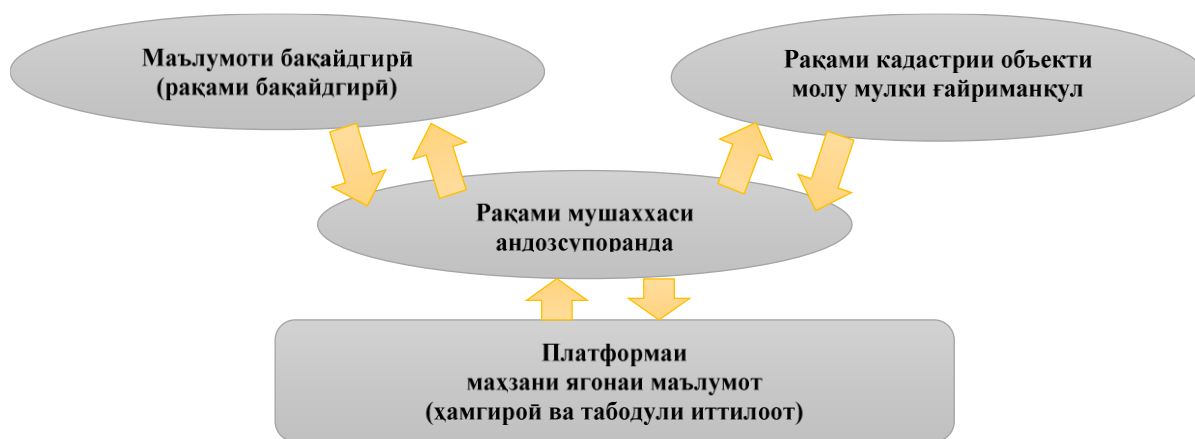 Маълумоти бақайдгирӣ
(рақами бақайдгирӣ)
Рақами кадастрии объекти
молу мулки ғайриманқул
Рақами мушаххаси
андозсупоранда
Платформаи
маҳзани ягонаи маълумот
(ҳамгироӣ ва табодули иттилоот)